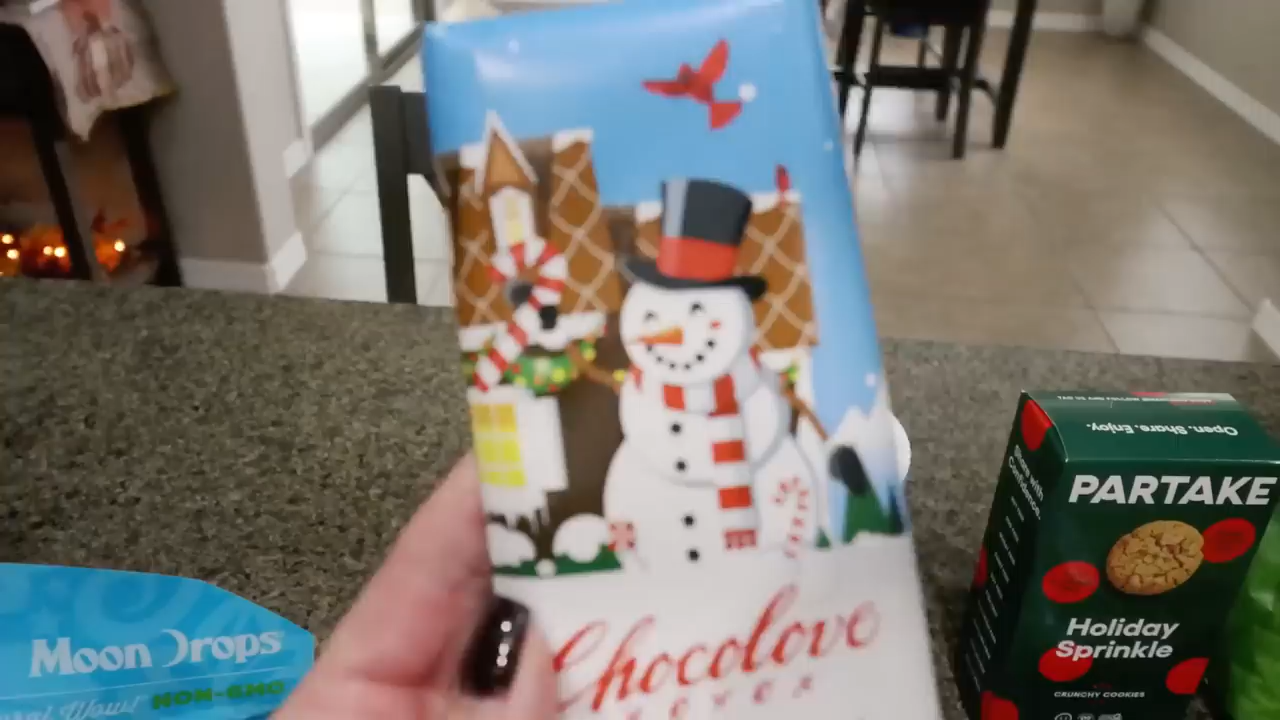 Chocolove
Moon Drops
NON-GMO
Open. Share. Enjoy.
PARTAKE
Holiday
Sprinkle
CRUNCHY COOKIES